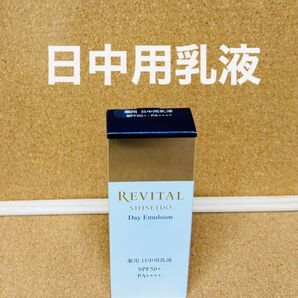 日中用乳液
薬用 日中用乳液
SPF50+・PA++++
REVITAL
SHISEIDO
Day Emulsion
薬用 日中用乳液
SPF50+
PA++++